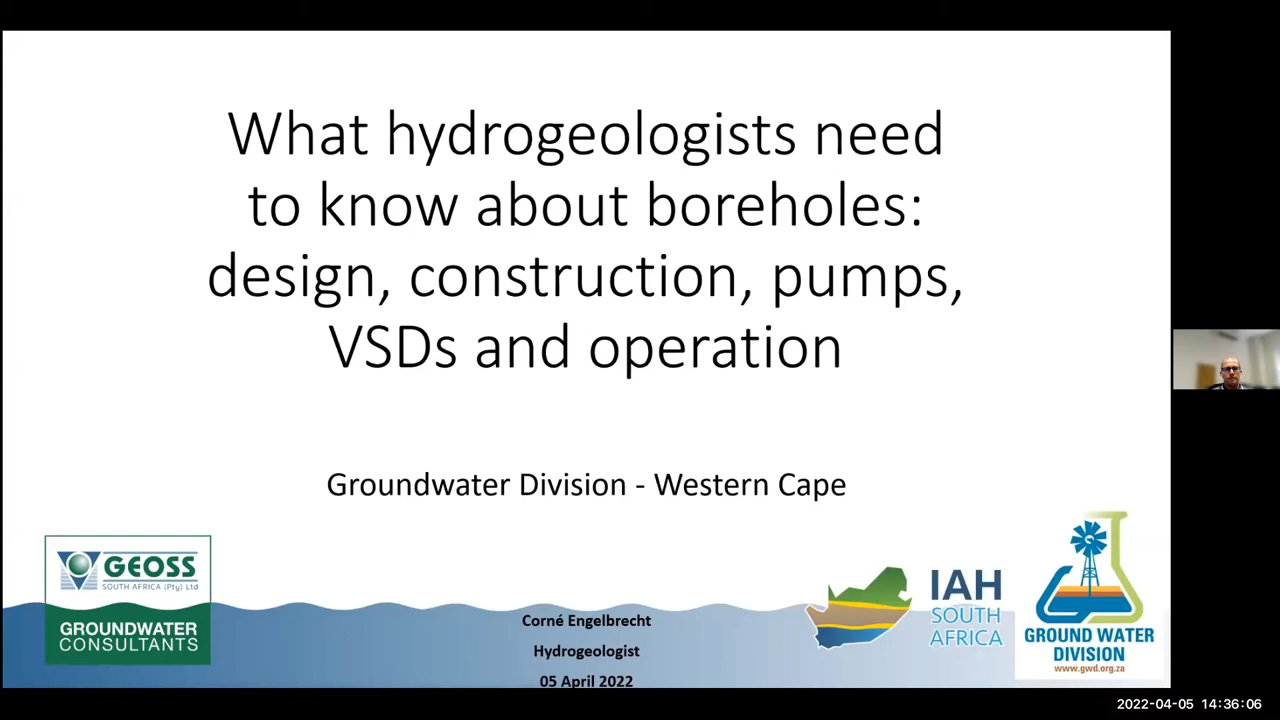 What hydrogeologists need
to know about boreholes:
design, construction, pumps,
VSDs and operation
Groundwater Division - Western Cape
GEOSS
SOUTH AFRICA (Pty) Ltd
GROUNDWATER
CONSULTANTS
Corné Engelbrecht
Hydrogeologist
05 April 2022
IAH
SOUTH
AFRICA
GROUND WATER
DIVISION
www.gwd.org.za
2022-04-05 14:36:06